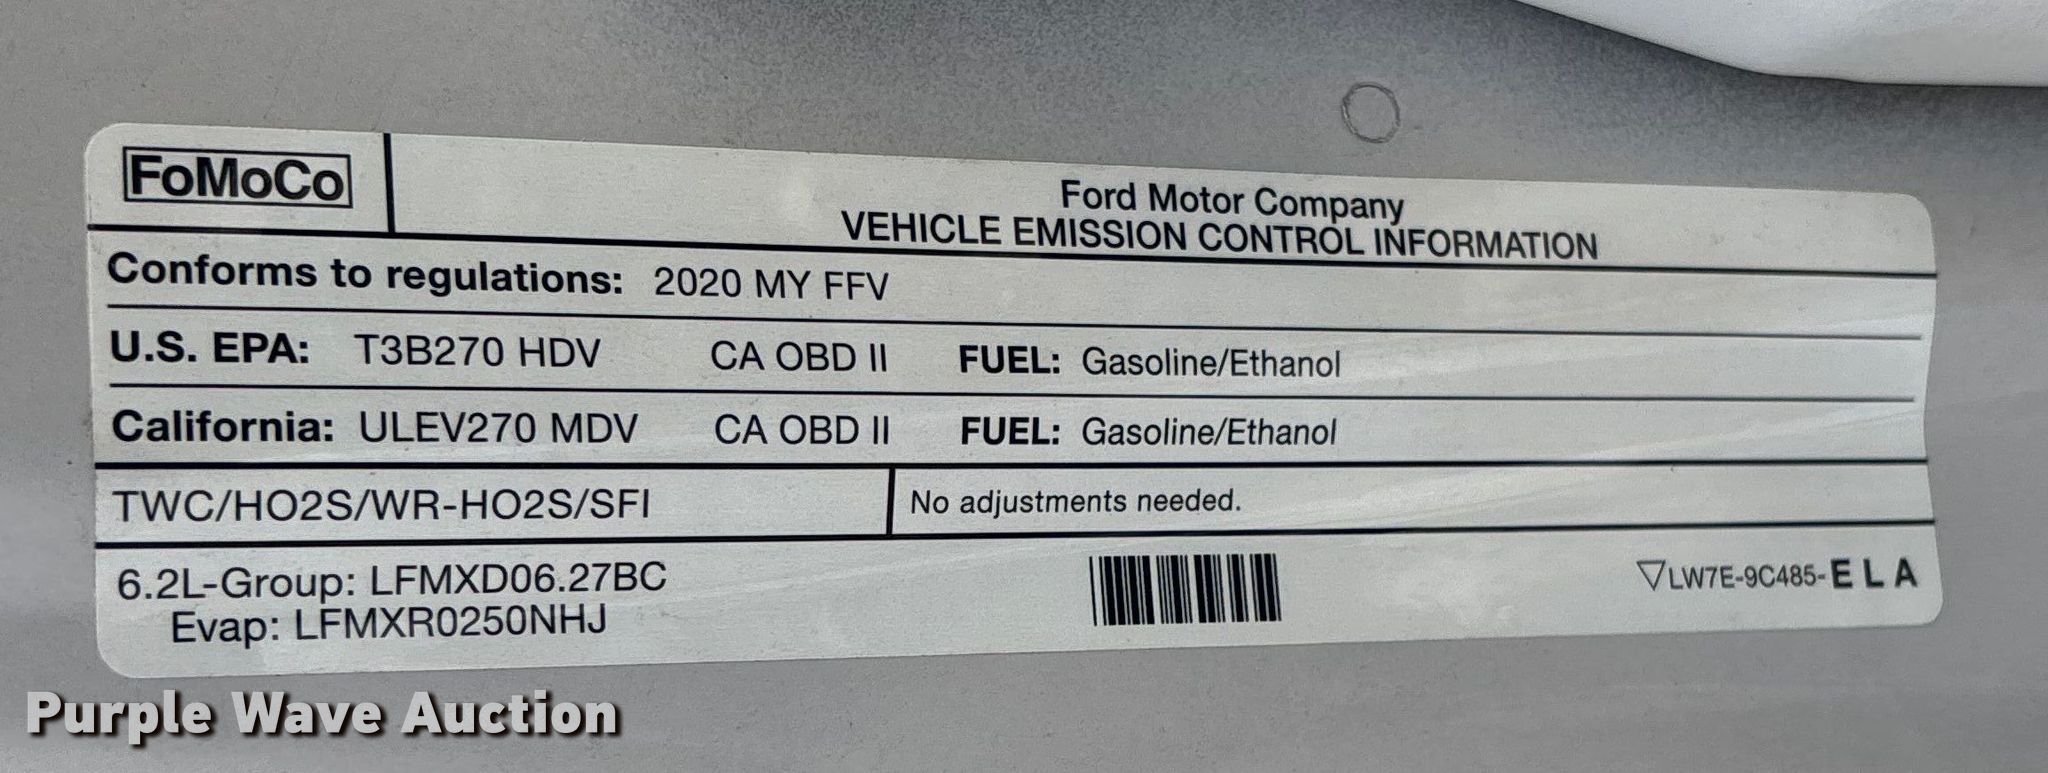 FoMoCo
Ford Motor Company
VEHICLE EMISSION CONTROL INFORMATION
Conforms to regulations: 2020 MY FFV
U.S. EPA: T3B270 HDV CA OBD II FUEL: Gasoline/Ethanol
California: ULEV270 MDV CA OBD II FUEL: Gasoline/Ethanol
TWC/HO2S/WR-HO2S/SFI No adjustments needed.
6.2L-Group: LFMXD06.27BC
Evap: LFMXR0250NHJ
LW7E-9C485-ELA
Purple Wave Auction